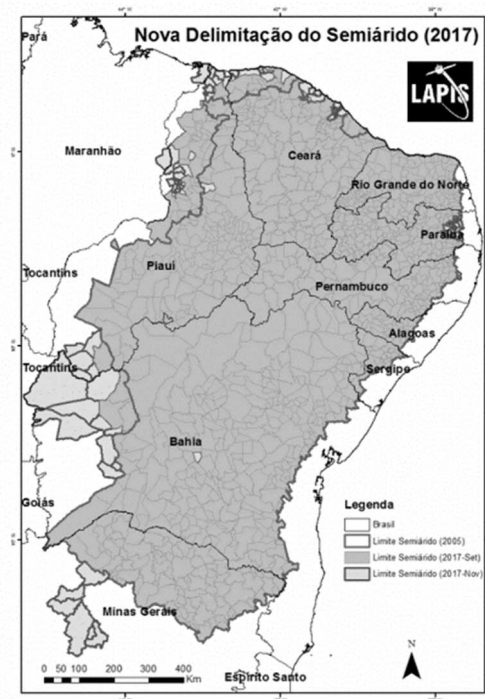 Nova Delimitação do Semiárido (2017)
Pará
LAPIS
Maranhão
Ceará
Rio Grande do Norte
Paraíba
Tocantins
Piauí
Pernambuco
Alagoas
Tocantins
Sergipe
Bahia
Goiás
Legenda
Brasil
Limite Semiárido (2005)
Limite Semiárido (2017-Set)
Limite Semiárido (2017-Nov)
Minas Gerais
N
0 50 100 200 300 400
Km
Espírito Santo